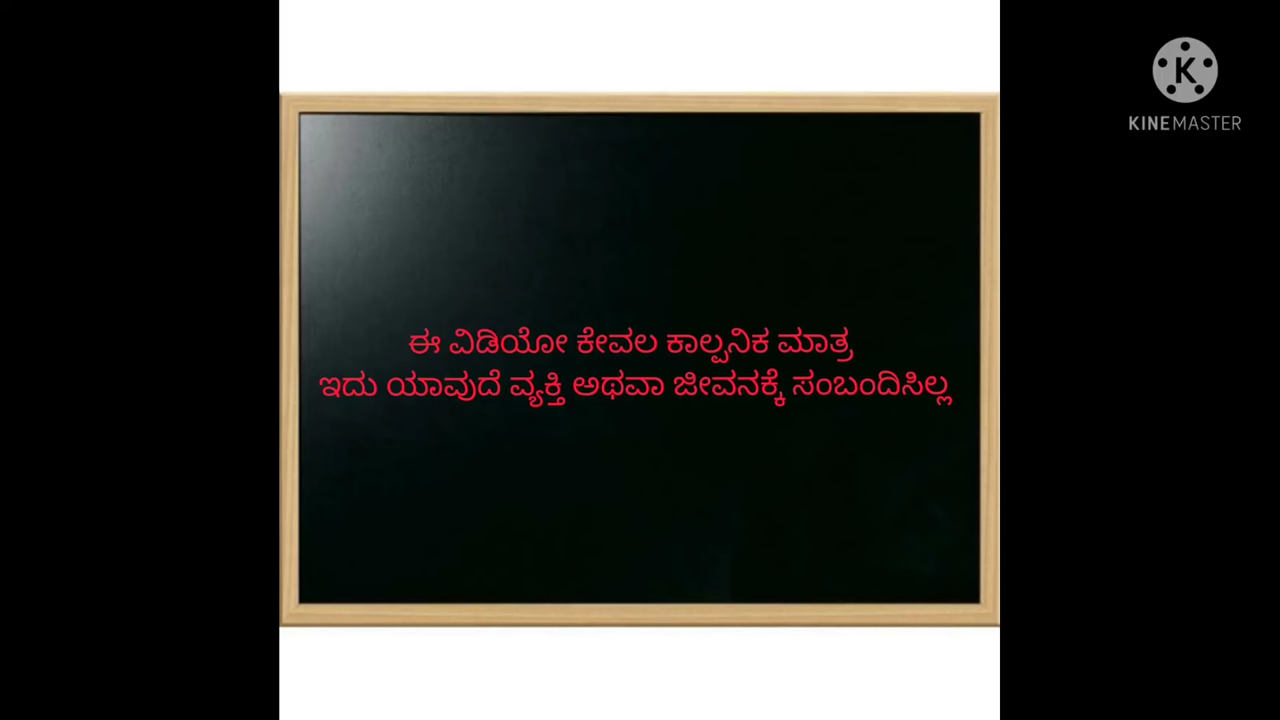 KINEMASTER
ಈ ವಿಡಿಯೋ ಕೇವಲ ಕಾಲ್ಪನಿಕ ಮಾತ್ರ
ಇದು ಯಾವುದೆ ವ್ಯಕ್ತಿ ಅಥವಾ ಜೀವನಕ್ಕೆ ಸಂಬಂದಿಸಿಲ್ಲ